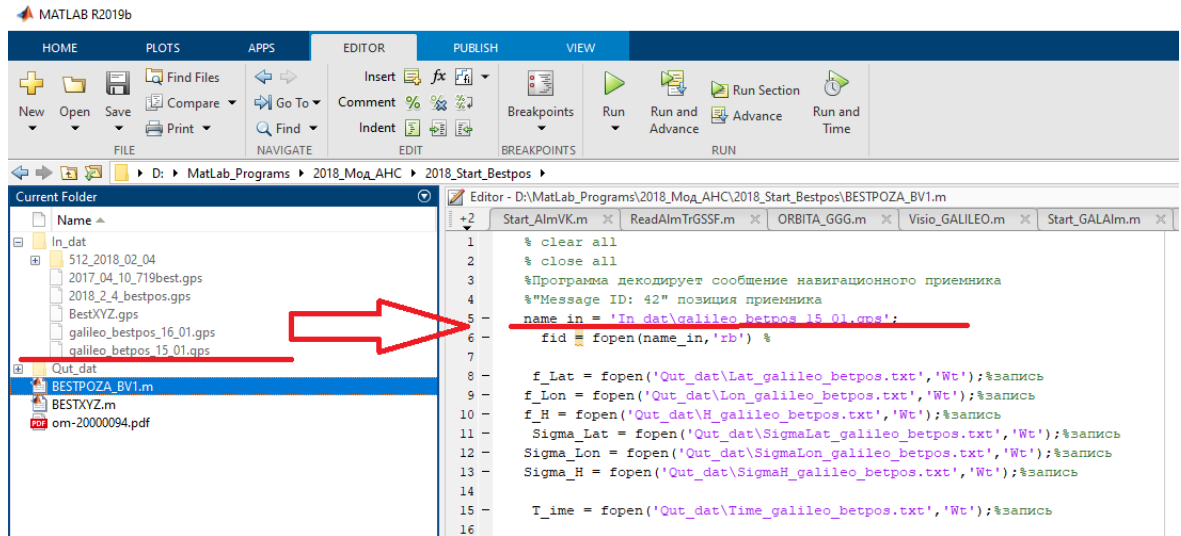 MATLAB R2019b
HOME PLOTS APPS EDITOR PUBLISH VIEW
New Open Save
Find Files
Compare
Print
FILE
Go To
Find
NAVIGATE
Insert fx
Comment %
Indent
EDIT
Breakpoints
BREAKPOINTS
Run
Run and Advance
Run Section
Advance
Run and Time
RUN
D: MatLab_Programs 2018_Мод_АНС 2018_Start_Bestpos
Current Folder
Name
In_dat
512_2018_02_04
2017_04_10_719best.gps
2018_2_4_bestpos.gps
BestXYZ.gps
galileo_bestpos_16_01.gps
galileo_betpos_15_01.gps
Qut_dat
BESTPOZA_BV1.m
BESTXYZ.m
PDF om-20000094.pdf
Editor - D:\MatLab_Programs\2018_Мод_АНС\2018_Start_Bestpos\BESTPOZA_BV1.m
+2 Start_AlmVK.m ReadAlmTrGSSF.m ORBITA_GGG.m Visio_GALILEO.m Start_GALAlm.m
1 % clear all
2 % close all
3 %Программа декодирует сообщение навигационного приемника
4 %"Message ID: 42" позиция приемника
5 – name_in = 'In_dat\galileo_betpos_15_01.gps';
6 – fid = fopen(name_in,'rb') %
7
8 – f_Lat = fopen('Qut_dat\Lat_galileo_betpos.txt','Wt');%запись
9 – f_Lon = fopen('Qut_dat\Lon_galileo_betpos.txt','Wt');%запись
10 – f_H = fopen('Qut_dat\H_galileo_betpos.txt','Wt');%запись
11 – Sigma_Lat = fopen('Qut_dat\SigmaLat_galileo_betpos.txt','Wt');%запись
12 – Sigma_Lon = fopen('Qut_dat\SigmaLon_galileo_betpos.txt','Wt');%запись
13 – Sigma_H = fopen('Qut_dat\SigmaH_galileo_betpos.txt','Wt');%запись
14
15 – T_ime = fopen('Qut_dat\Time_galileo_betpos.txt','Wt');%запись
16